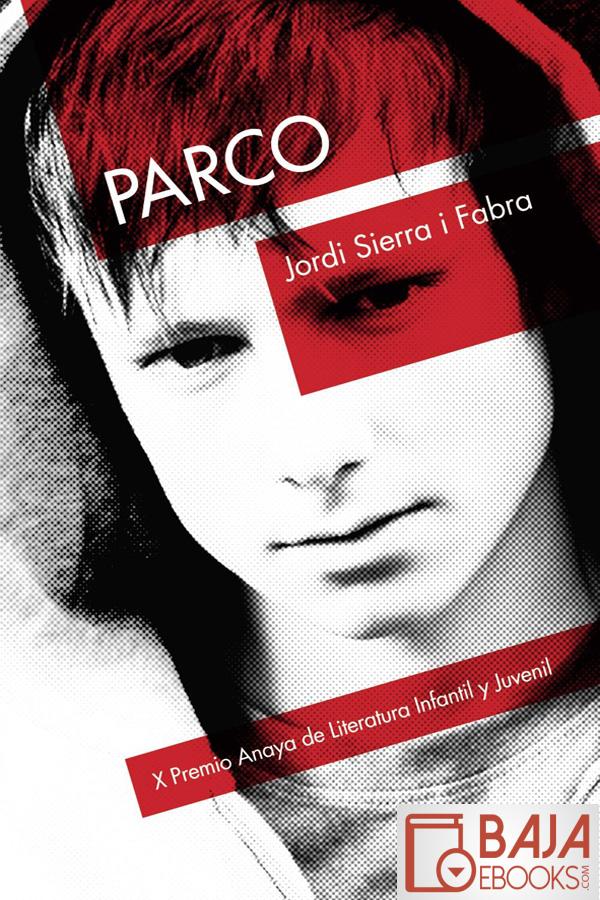 PARCO
Jordi Sierra i Fabra
X Premio Anaya de Literatura Infantil y Juvenil
BAJA
EBOOKS.COM